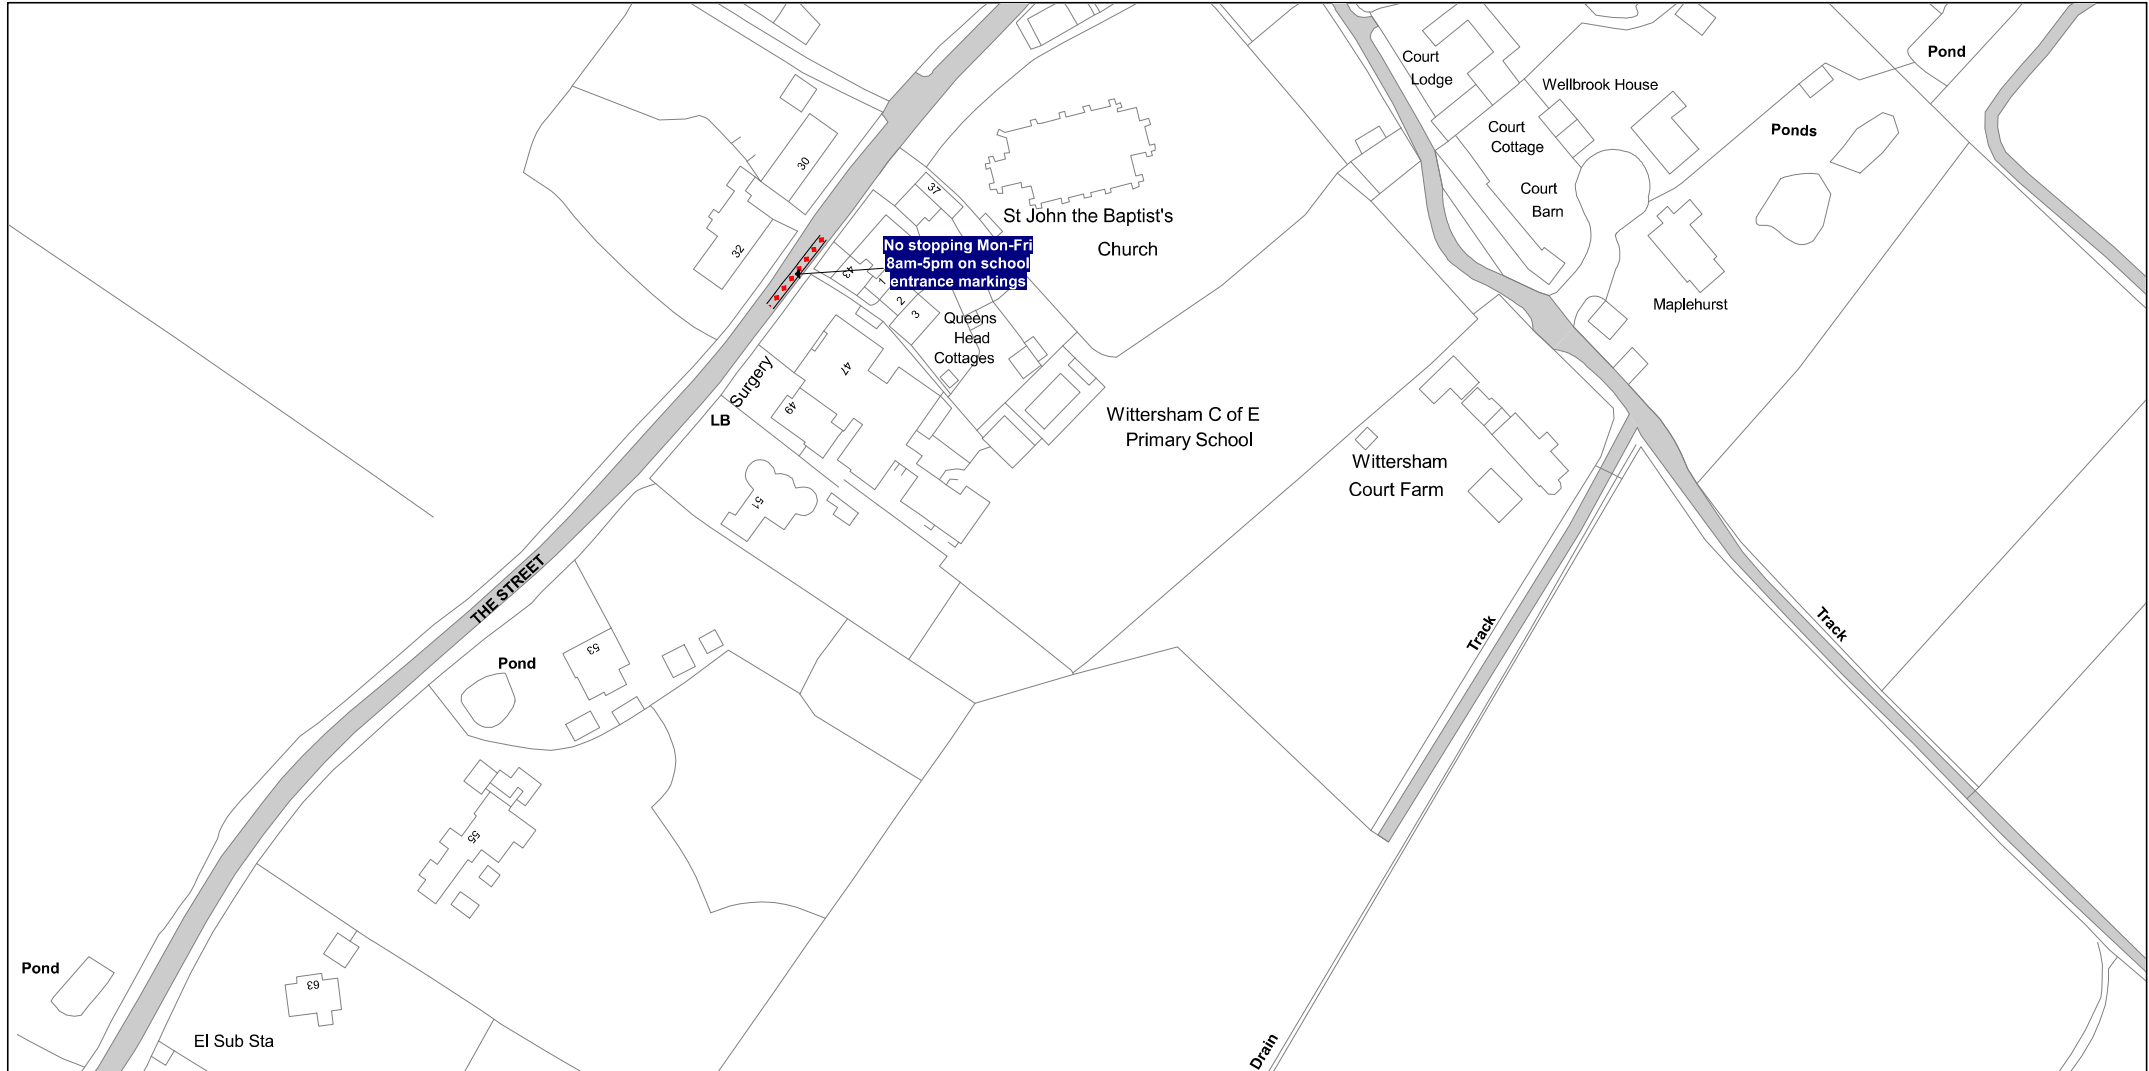 Court
Lodge
Wellbrook House
Pond
Court
Cottage
Ponds
30
37
Court
Barn
St John the Baptist's
Church
32
No stopping Mon-Fri
8am-5pm on school
entrance markings
43
1
2
3
Maplehurst
Queens
Head
Cottages
47
Surgery
49
LB
Wittersham C of E
Primary School
Wittersham
Court Farm
51
THE STREET
Track
Track
53
Pond
55
Pond
63
El Sub Sta
Drain